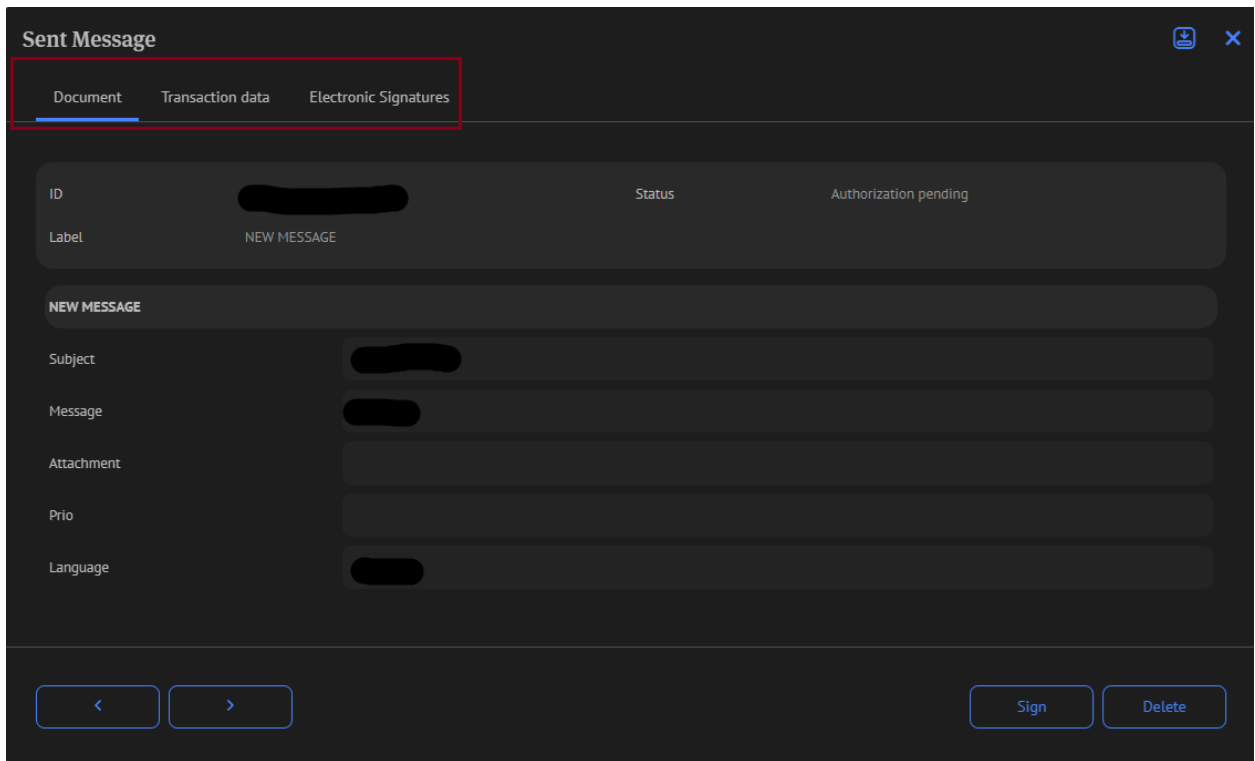 Sent Message
Document Transaction data Electronic Signatures
ID Status Authorization pending
Label NEW MESSAGE
NEW MESSAGE
Subject
Message
Attachment
Prio
Language
< > Sign Delete